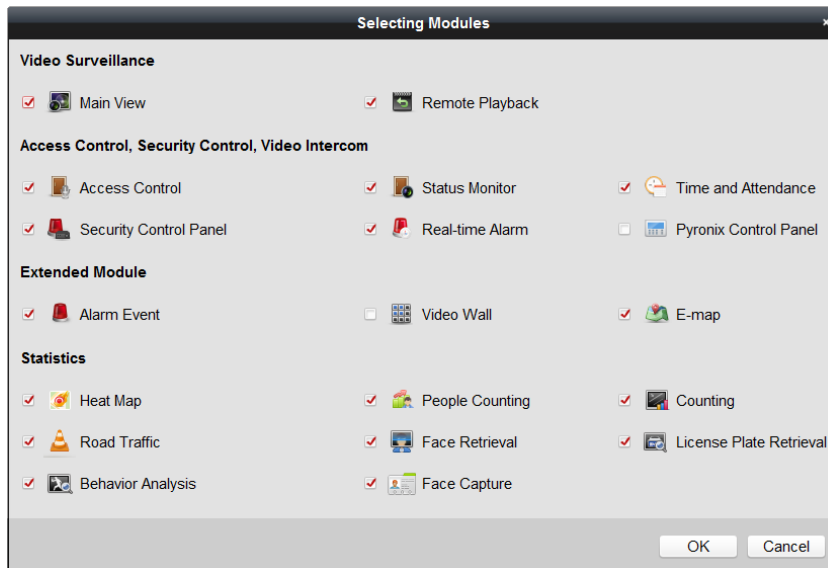 Selecting Modules
Video Surveillance
Main View Remote Playback
Access Control, Security Control, Video Intercom
Access Control Status Monitor Time and Attendance
Security Control Panel Real-time Alarm Pyronix Control Panel
Extended Module
Alarm Event Video Wall E-map
Statistics
Heat Map People Counting Counting
Road Traffic Face Retrieval License Plate Retrieval
Behavior Analysis Face Capture
OK Cancel